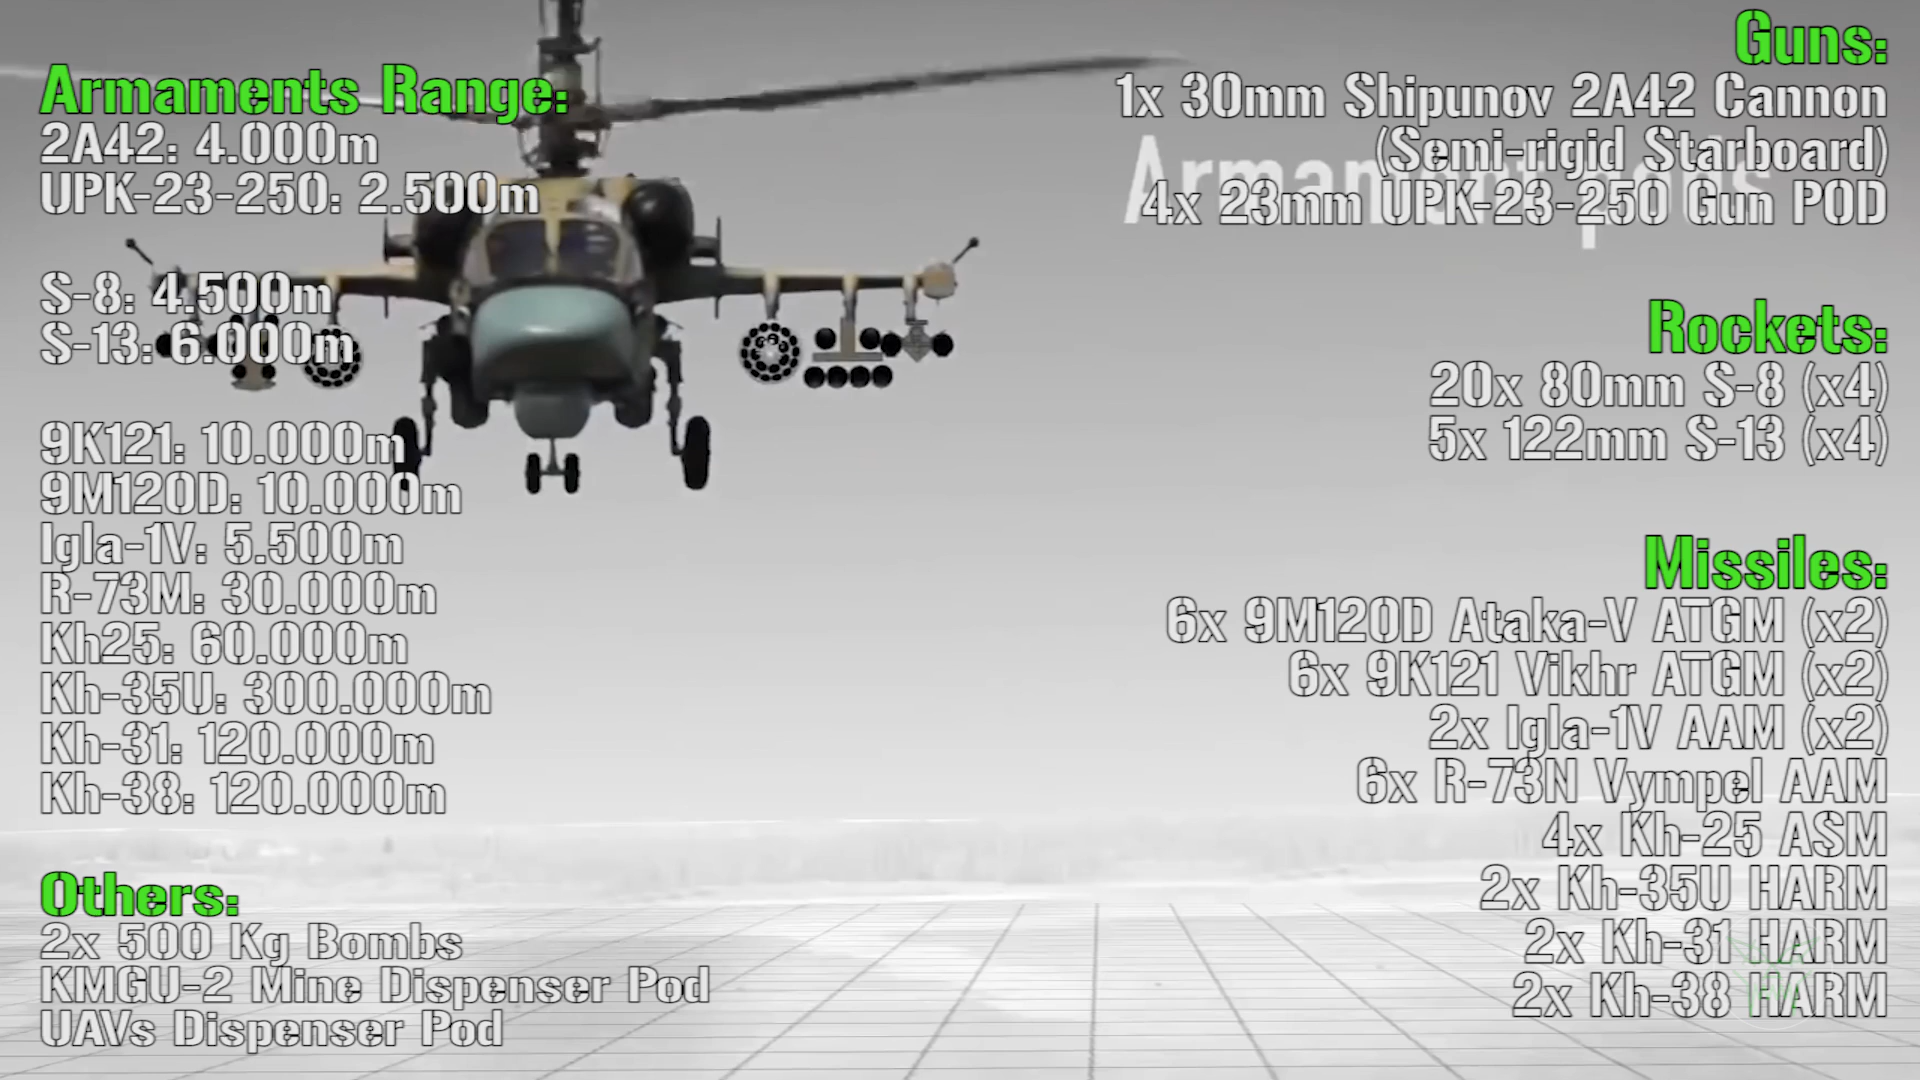 Armaments Range:
2A42: 4.000m
UPK-23-250: 2.500m
S-8: 4.500m
S-13: 6.000m
9K121: 10.000m
9M120D: 10.000m
Igla-1V: 5.500m
R-73M: 30.000m
Kh25: 60.000m
Kh-35U: 300.000m
Kh-31: 120.000m
Kh-38: 120.000m
Others:
2x 500 Kg Bombs
KMGU-2 Mine Dispenser Pod
UAVs Dispenser Pod
Guns:
1x 30mm Shipunov 2A42 Cannon
(Semi-rigid Starboard)
4x 23mm UPK-23-250 Gun POD
Rockets:
20x 80mm S-8 (x4)
5x 122mm S-13 (x4)
Missiles:
6x 9M120D Ataka-V ATGM (x2)
6x 9K121 Vikhr ATGM (x2)
2x Igla-1V AAM (x2)
6x R-73N Vympel AAM
4x Kh-25 ASM
2x Kh-35U HARM
2x Kh-31 HARM
2x Kh-38 HARM